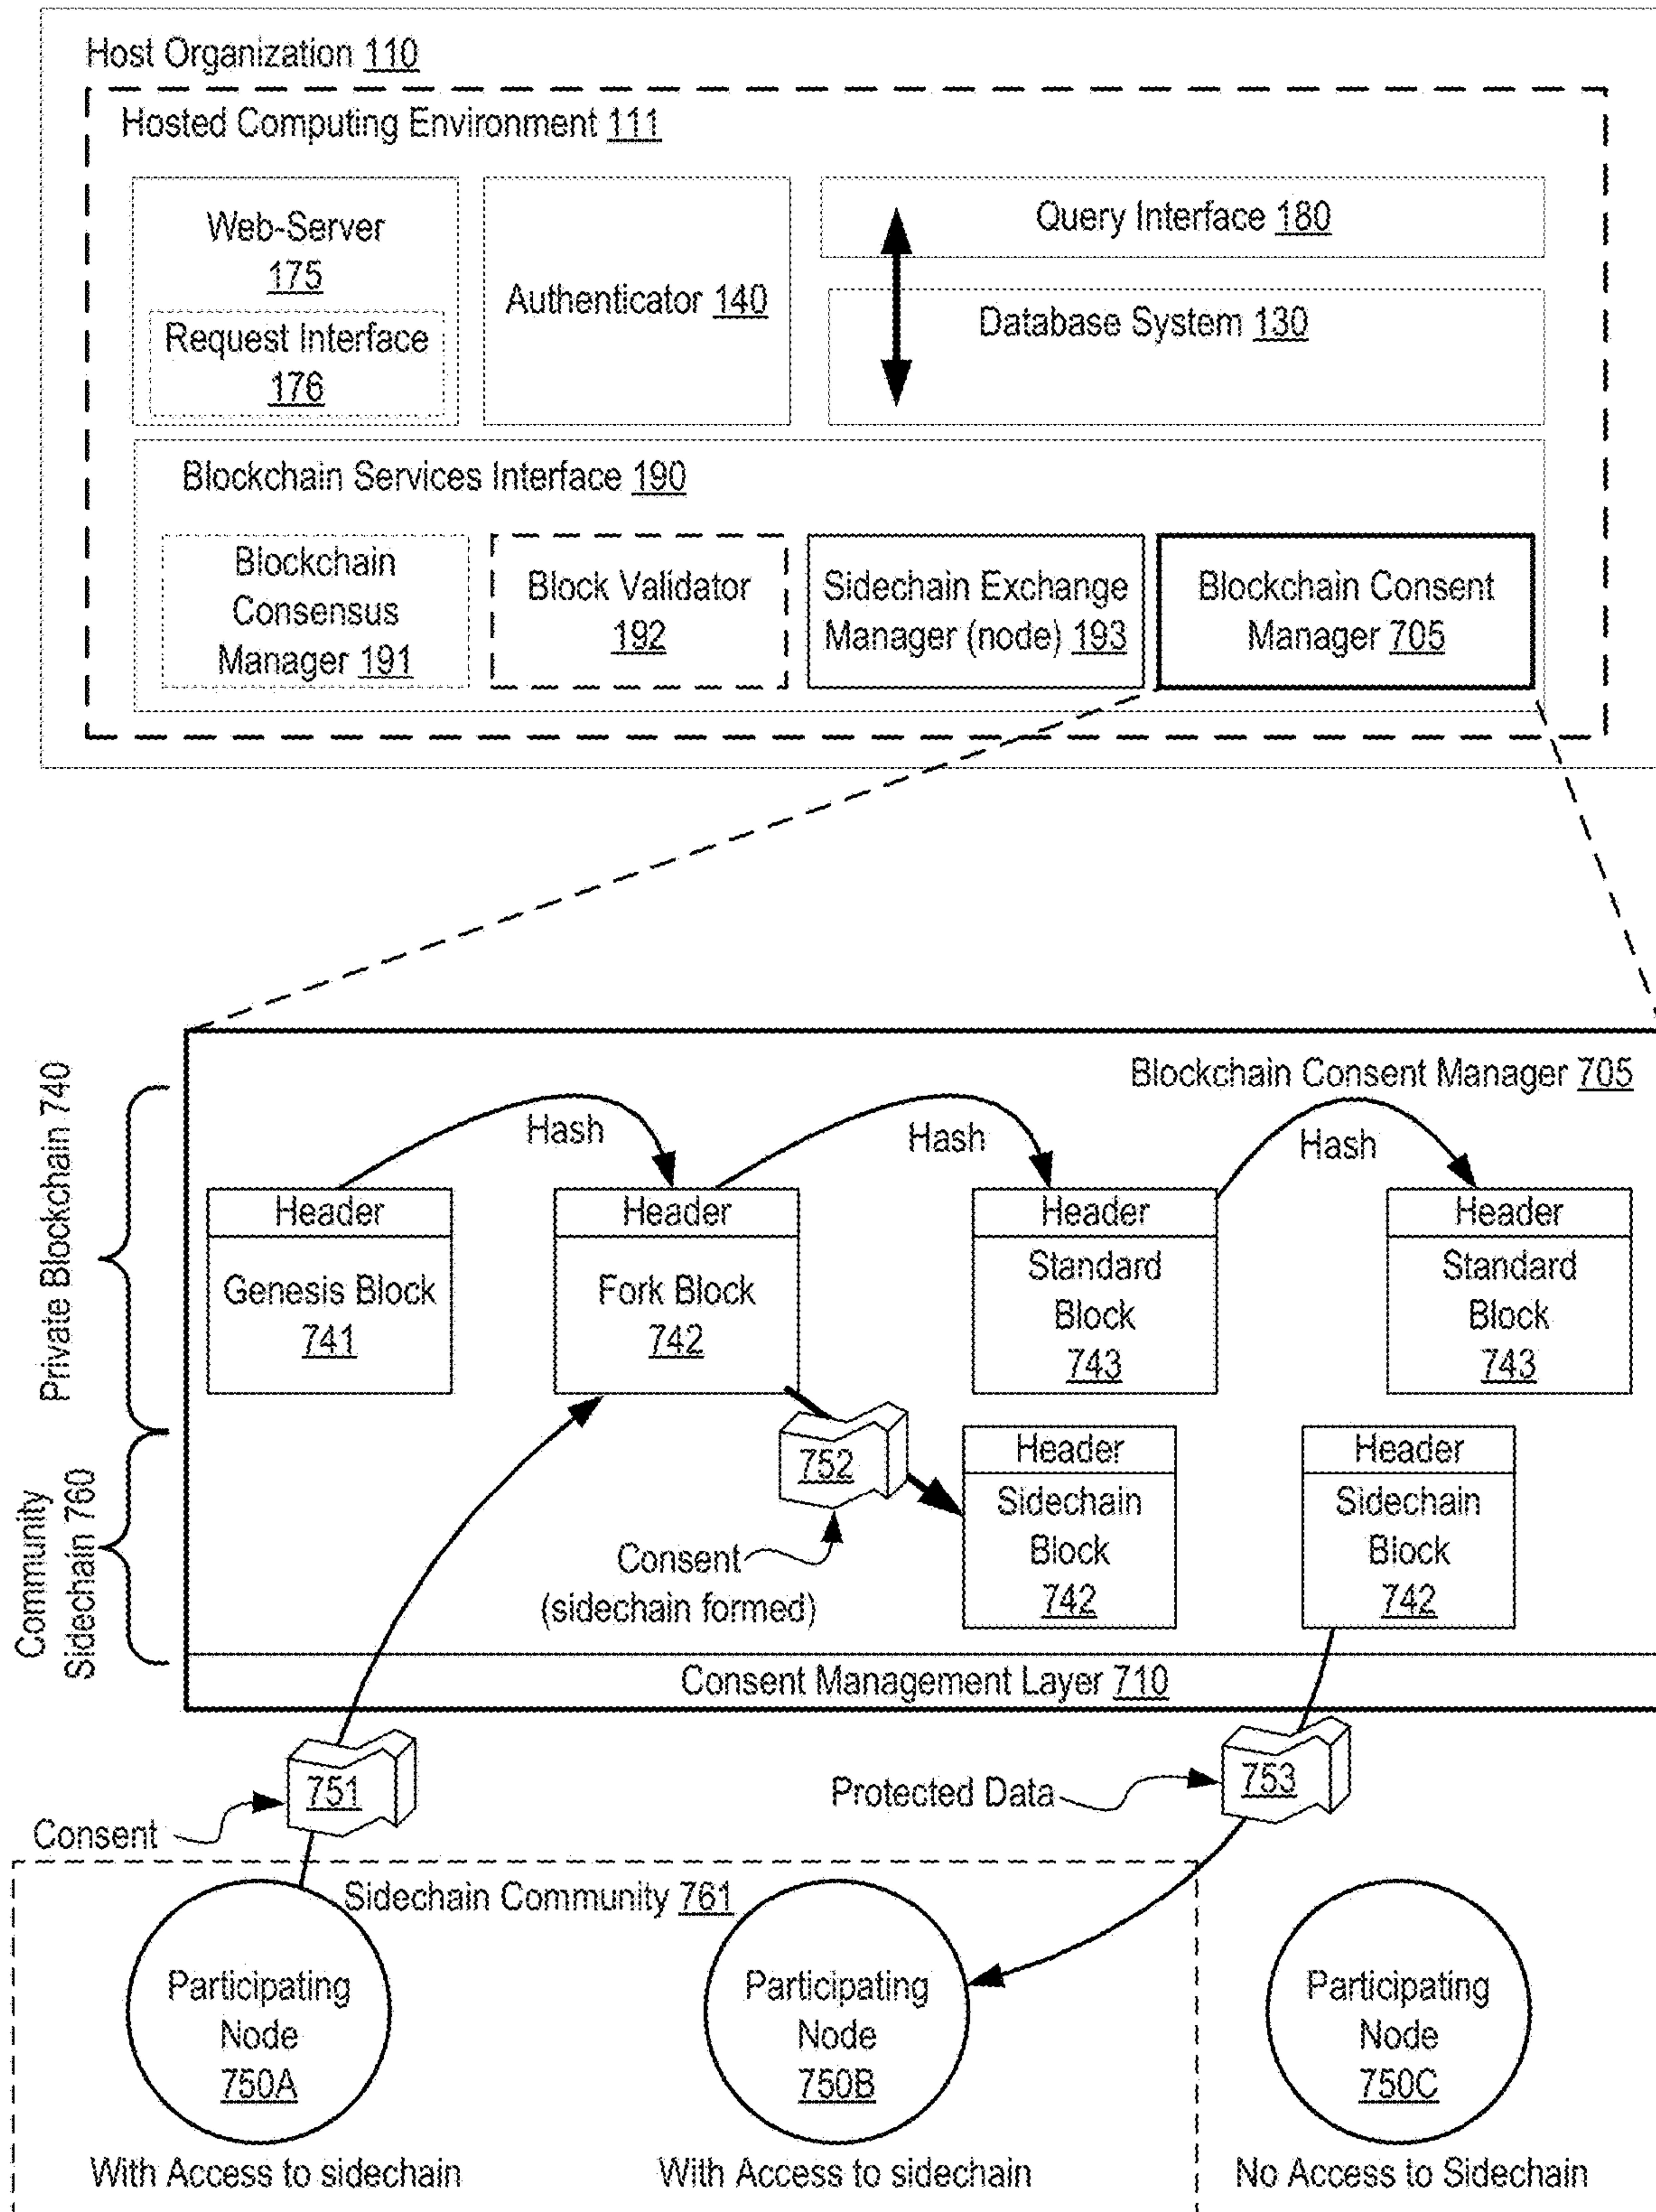 Host Organization 110
Hosted Computing Environment 111
Web-Server
175
Request Interface
176
Authenticator 140
Query Interface 180
Database System 130
Blockchain Services Interface 190
Blockchain
Consensus
Manager 191
Block Validator
192
Sidechain Exchange
Manager (node) 193
Blockchain Consent
Manager 705
Private Blockchain 740
Community
Sidechain 760
Blockchain Consent Manager 705
Hash
Hash
Hash
Header
Genesis Block
741
Header
Fork Block
742
Header
Standard
Block
743
Header
Standard
Block
743
752
Consent
(sidechain formed)
Header
Sidechain
Block
742
Header
Sidechain
Block
742
Consent Management Layer 710
751
Consent
Protected Data
753
Sidechain Community 761
Participating
Node
750A
With Access to sidechain
Participating
Node
750B
With Access to sidechain
Participating
Node
750C
No Access to Sidechain